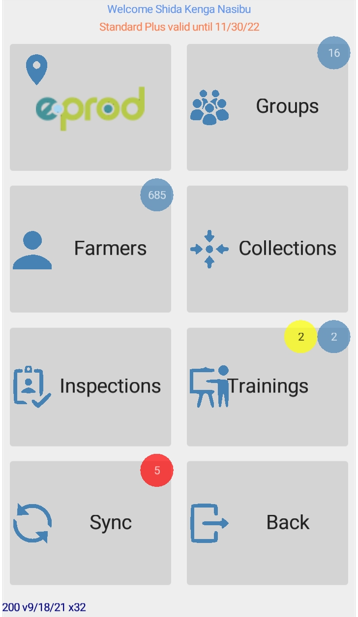 Welcome Shida Kenga Nasibu
Standard Plus valid until 11/30/22
eprod
16
Groups
685
Farmers
Collections
Inspections
2
2
Trainings
5
Sync
Back
200 v9/18/21 x32